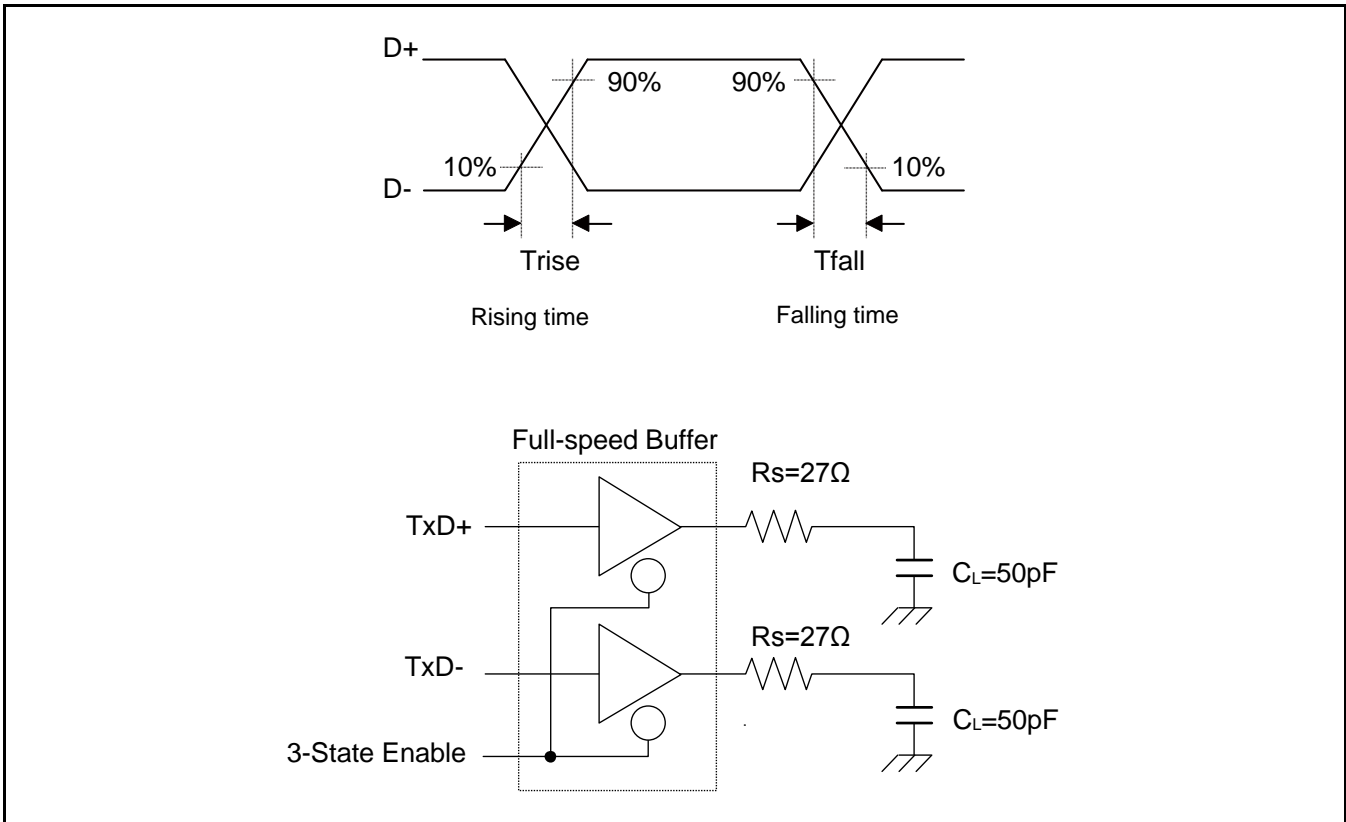 D+
90% 90%
10% 10%
D-
Trise Tfall
Rising time Falling time
Full-speed Buffer
Rs=27Ω
TxD+
CL=50pF
Rs=27Ω
TxD-
CL=50pF
3-State Enable